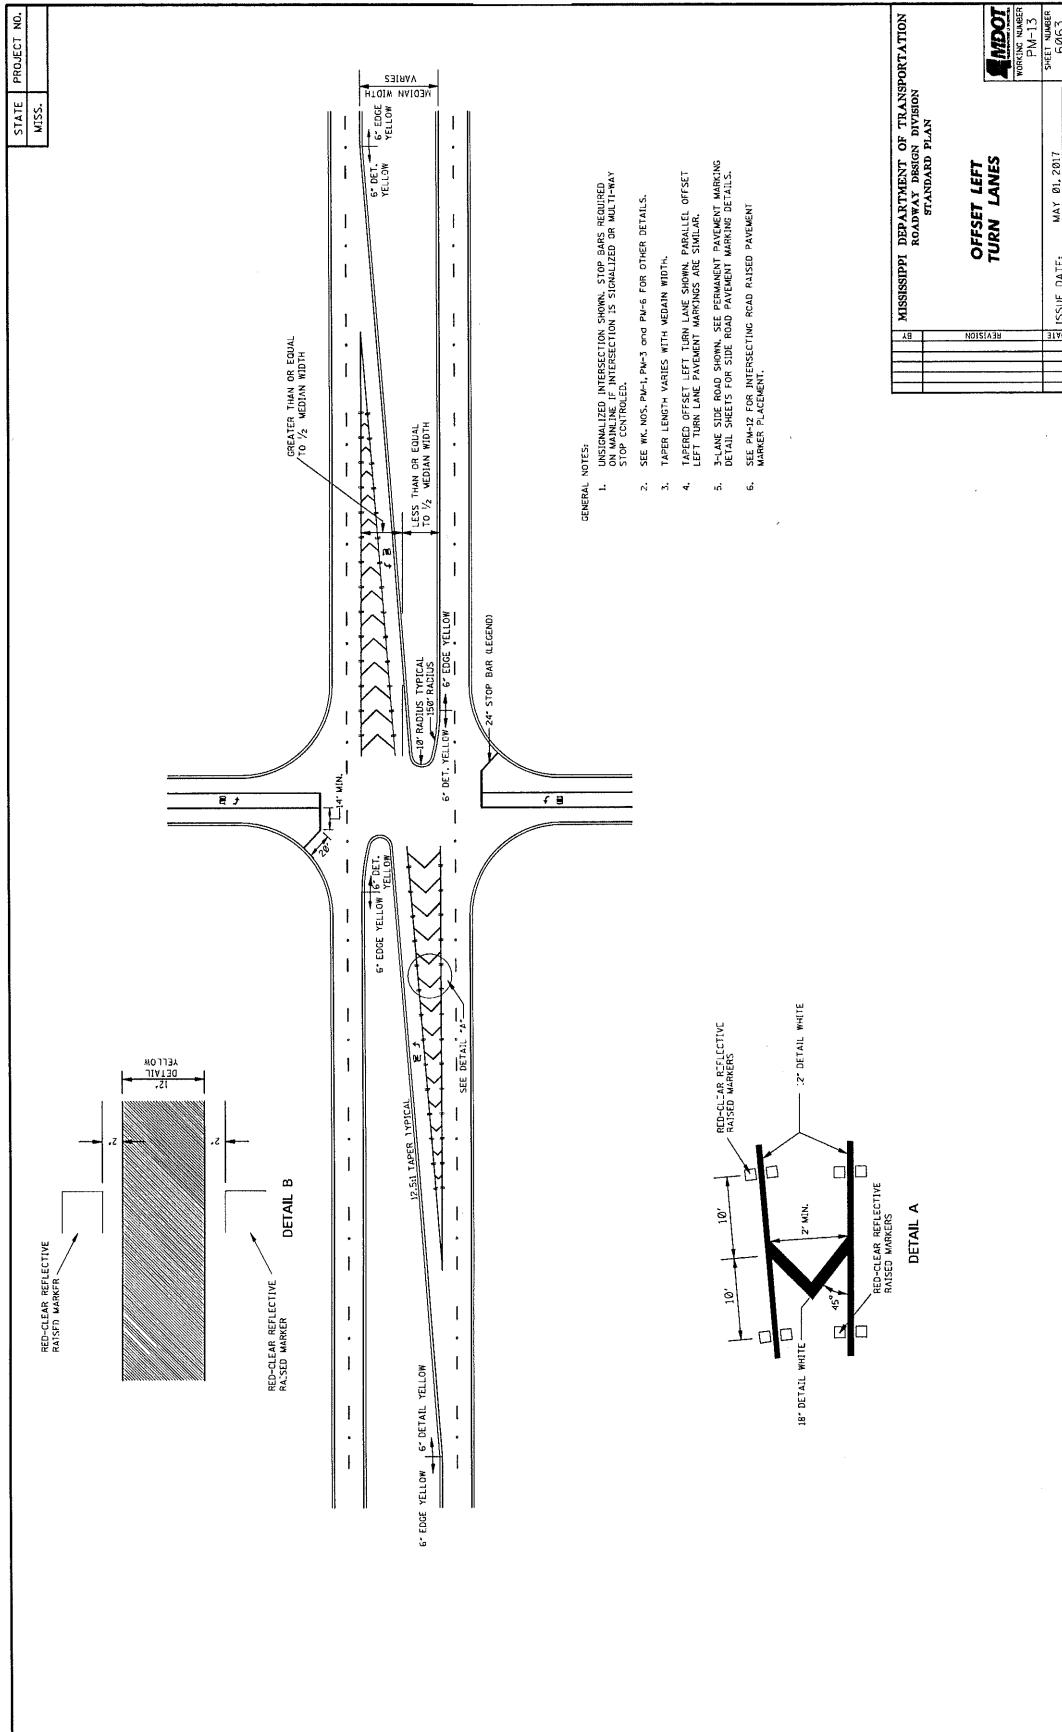 STATE PROJECT NO.
MISS.
RED-CLEAR REFLECTIVE
RAISED MARKER
2"
12"
DETAIL
YELLOW
2"
RED-CLEAR REFLECTIVE
RAISED MARKER
DETAIL B
6" EDGE YELLOW
6" DETAIL YELLOW
12.5:1 TAPER TYPICAL
SEE DETAIL "A"
6" EDGE YELLOW
6" DET.
YELLOW
20'
14' MIN.
10' RADIUS TYPICAL
150' RADIUS
6" DET. YELLOW
6" EDGE YELLOW
24" STOP BAR (LEGEND)
GREATER THAN OR EQUAL
TO 1/2 MEDIAN WIDTH
LESS THAN OR EQUAL
TO 1/2 MEDIAN WIDTH
6" DET.
YELLOW
6" EDGE
YELLOW
MEDIAN WIDTH
VARIES
RED-CLEAR REFLECTIVE
RAISED MARKERS
12" DETAIL WHITE
10'
10'
2' MIN.
45°
18" DETAIL WHITE
RED-CLEAR REFLECTIVE
RAISED MARKERS
DETAIL A
GENERAL NOTES:
1. UNSIGNALIZED INTERSECTION SHOWN. STOP BARS REQUIRED
ON MAINLINE IF INTERSECTION IS SIGNALIZED OR MULTI-WAY
STOP CONTROLED.
2. SEE WK. NOS. PM-1, PM-3 and PM-6 FOR OTHER DETAILS.
3. TAPER LENGTH VARIES WITH MEDAIN WIDTH.
4. TAPERED OFFSET LEFT TURN LANE SHOWN. PARALLEL OFFSET
LEFT TURN LANE PAVEMENT MARKINGS ARE SIMILAR.
5. 3-LANE SIDE ROAD SHOWN. SEE PERMANENT PAVEMENT MARKING
DETAIL SHEETS FOR SIDE ROAD PAVEMENT MARKING DETAILS.
6. SEE PM-12 FOR INTERSECTING ROAD RAISED PAVEMENT
MARKER PLACEMENT.
BY
REVISION
DATE
MISSISSIPPI DEPARTMENT OF TRANSPORTATION
ROADWAY DESIGN DIVISION
STANDARD PLAN
OFFSET LEFT
TURN LANES
ISSUE DATE: MAY 01, 2017
MDOT
WORKING NUMBER
PM-13
SHEET NUMBER
6063